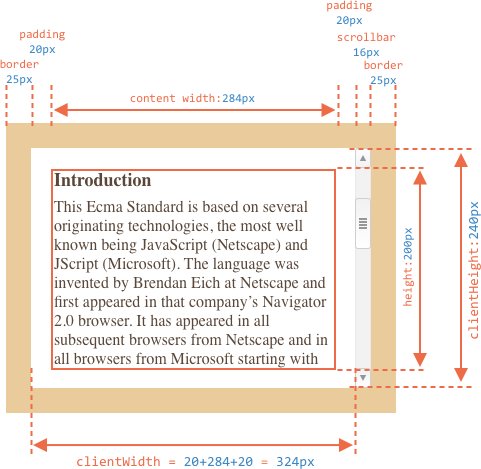 padding
20px
scrollbar
16px
border
25px
padding
20px
border
25px
content width:284px
Introduction
This Ecma Standard is based on several
originating technologies, the most well
known being JavaScript (Netscape) and
JScript (Microsoft). The language was
invented by Brendan Eich at Netscape and
first appeared in that company’s Navigator
2.0 browser. It has appeared in all
subsequent browsers from Netscape and in
all browsers from Microsoft starting with
height:200px
clientHeight:240px
clientWidth = 20+284+20 = 324px